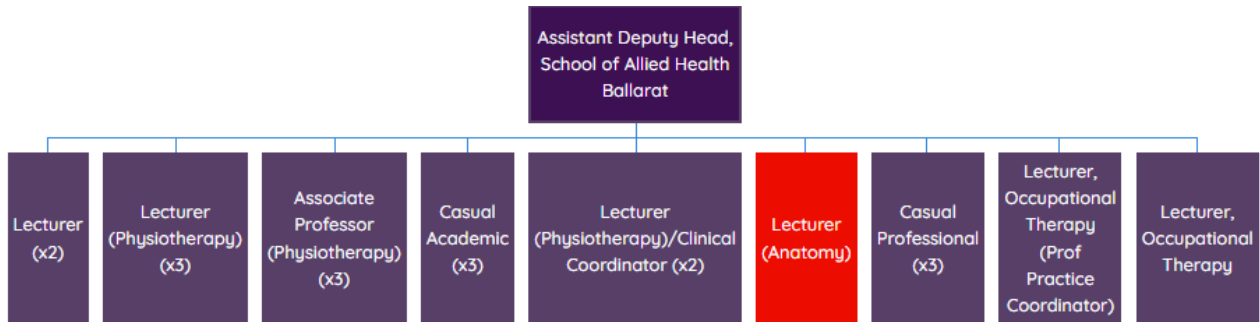 Assistant Deputy Head,
School of Allied Health
Ballarat
Lecturer
(x2)
Lecturer
(Physiotherapy)
(x3)
Associate
Professor
(Physiotherapy)
(x3)
Casual
Academic
(x3)
Lecturer
(Physiotherapy)/Clinical
Coordinator (x2)
Lecturer
(Anatomy)
Casual
Professional
(x3)
Lecturer,
Occupational
Therapy
(Prof
Practice
Coordinator)
Lecturer,
Occupational
Therapy